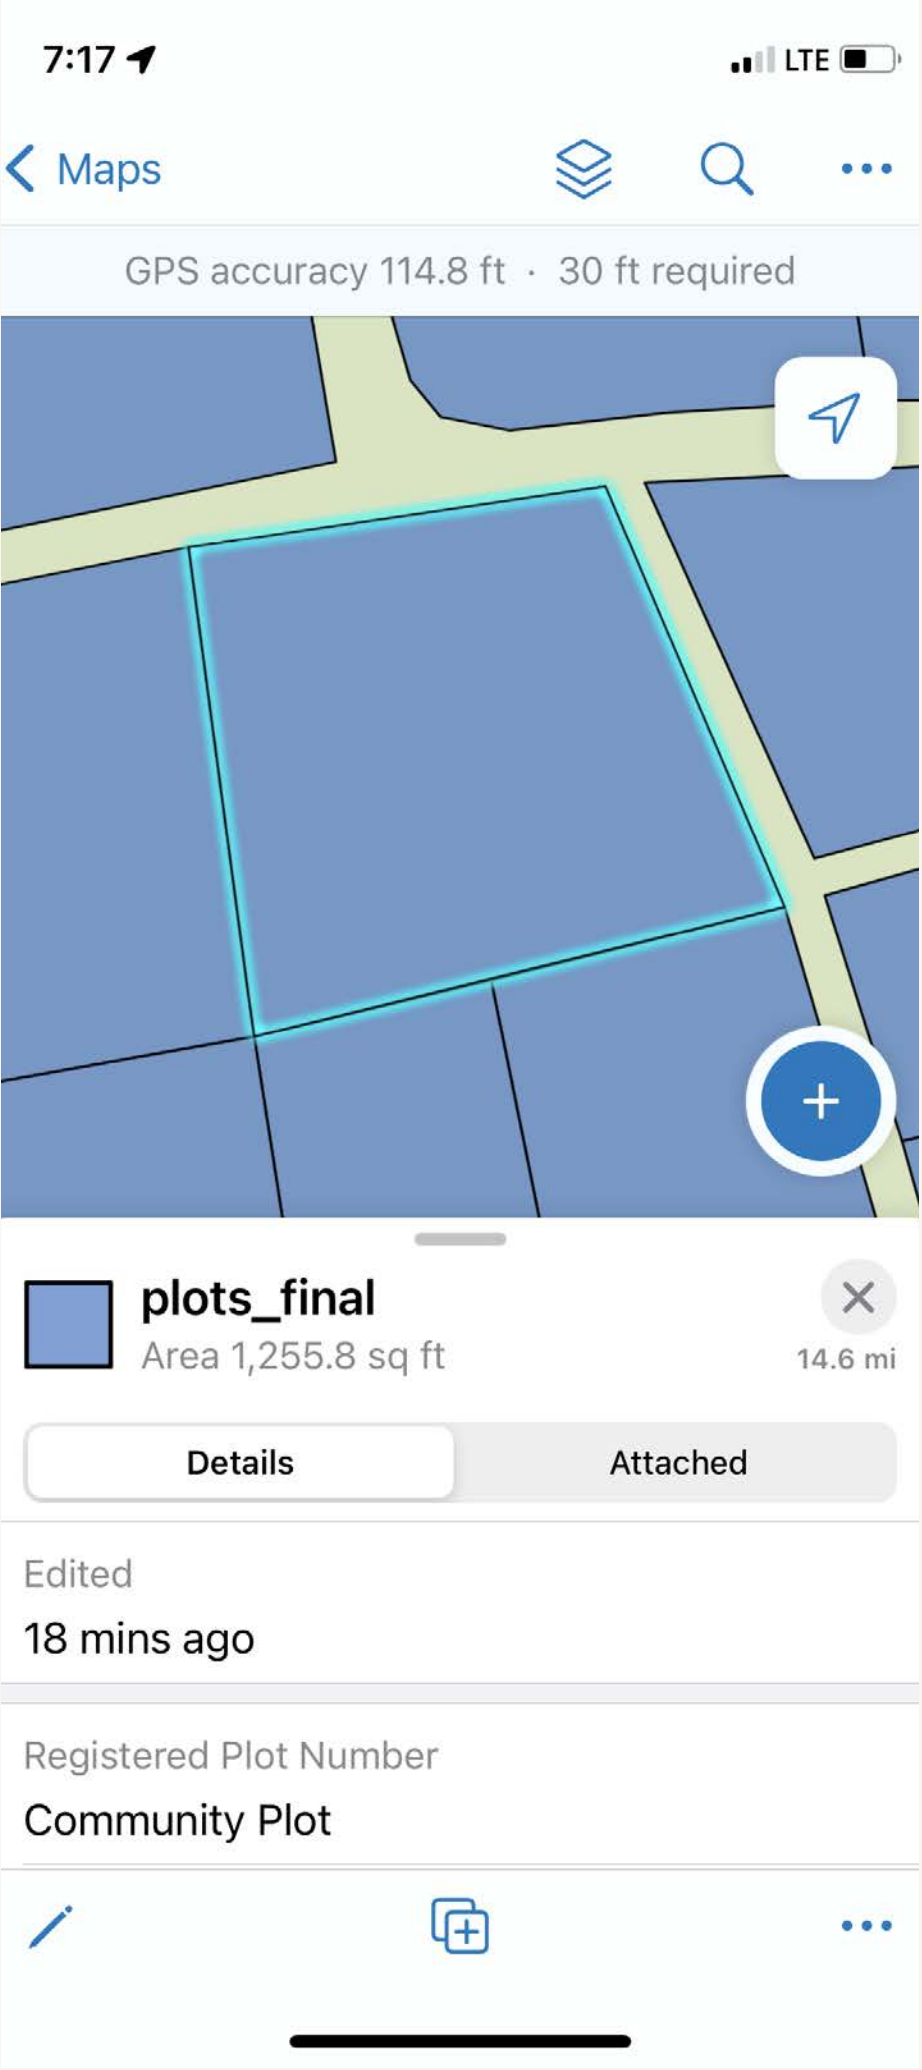 7:17
LTE
Maps
GPS accuracy 114.8 ft · 30 ft required
plots_final
Area 1,255.8 sq ft
14.6 mi
Details
Attached
Edited
18 mins ago
Registered Plot Number
Community Plot